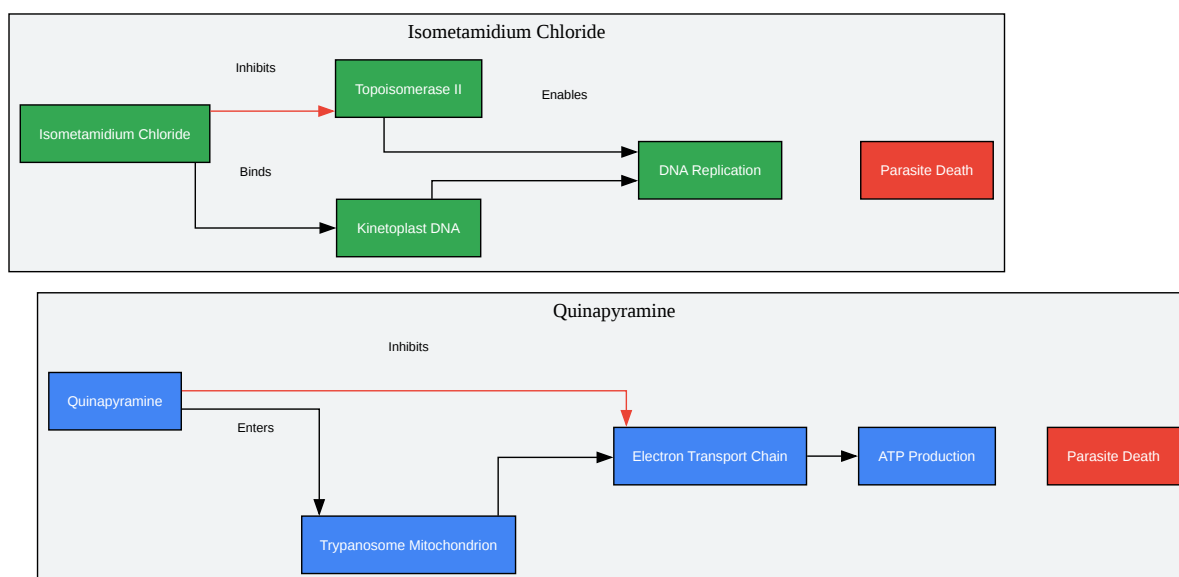 Isometamidium Chloride
Inhibits
Topoisomerase II
Enables
Isometamidium Chloride
Binds
DNA Replication
Parasite Death
Kinetoplast DNA
Quinapyramine
Inhibits
Quinapyramine
Enters
Electron Transport Chain
ATP Production
Parasite Death
Trypanosome Mitochondrion